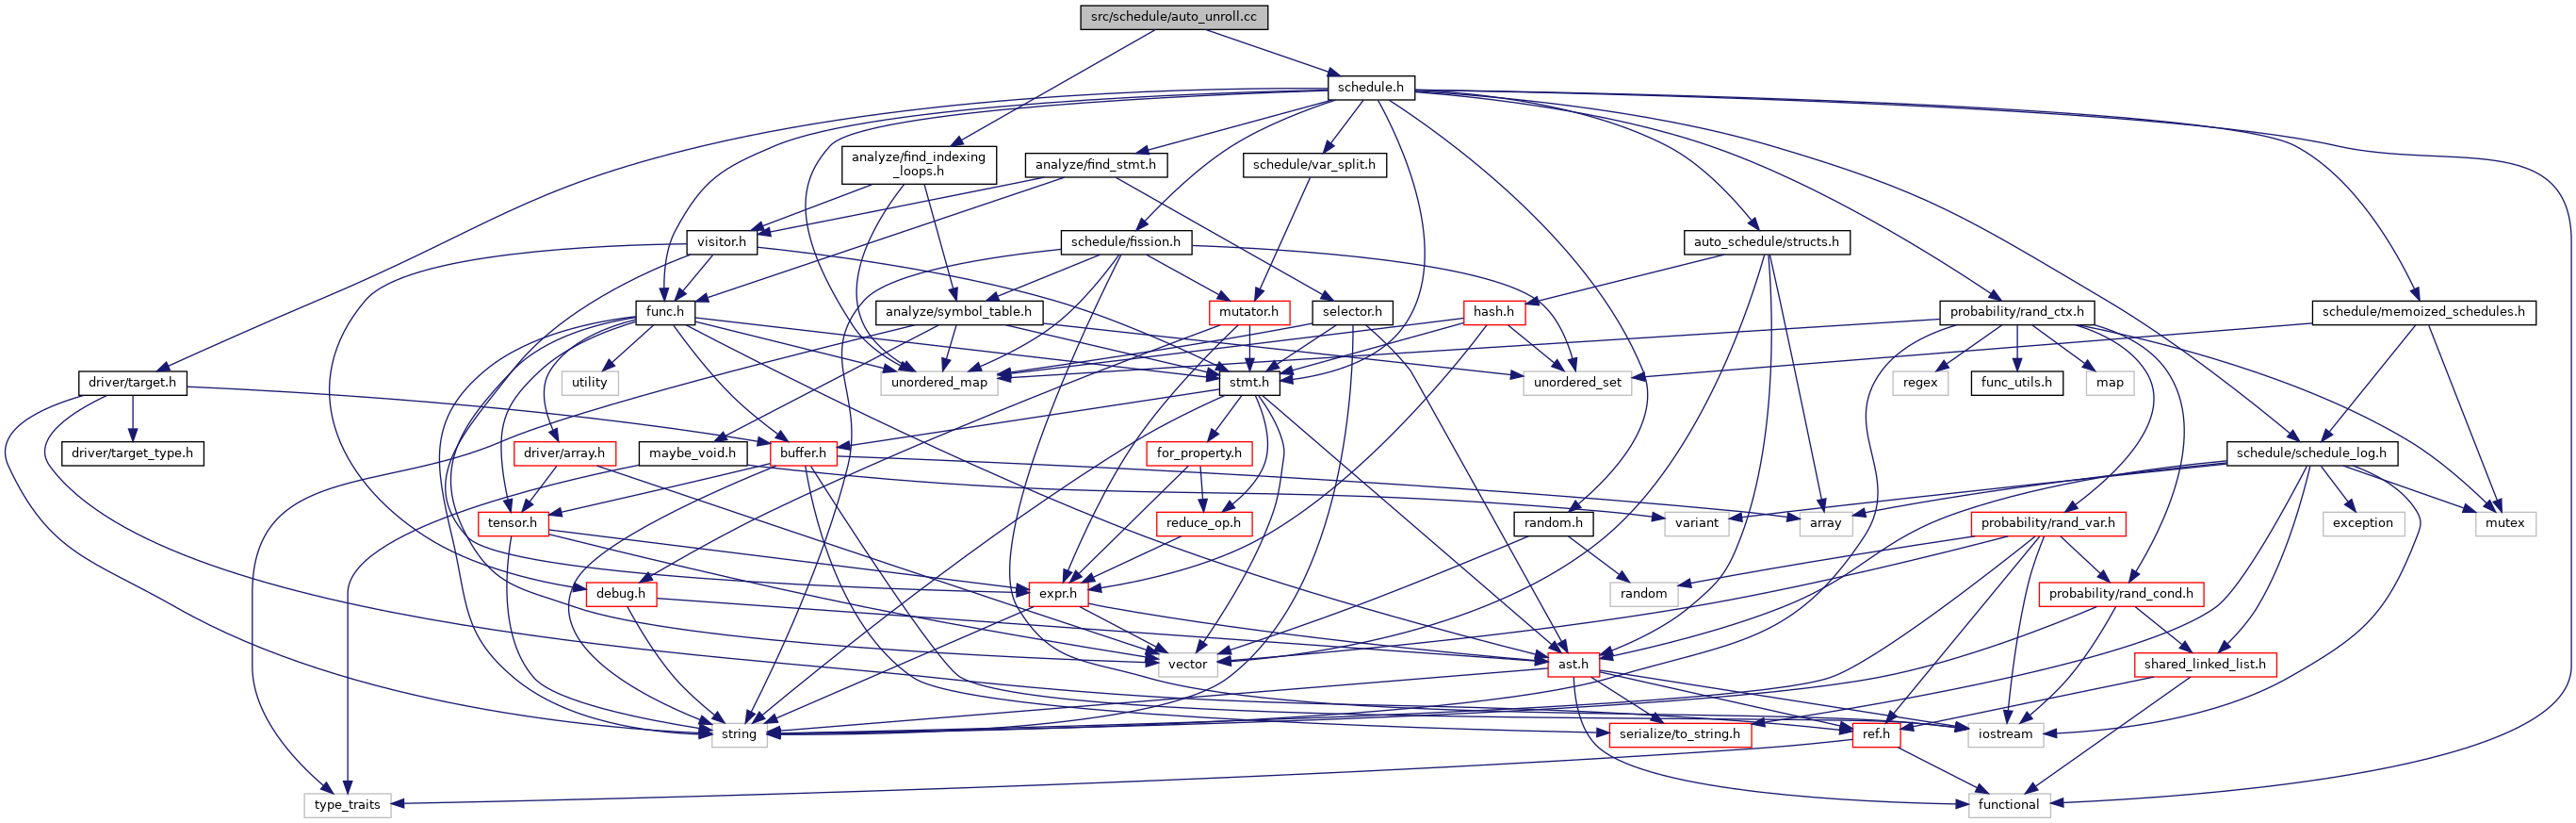 src/schedule/auto_unroll.cc
schedule.h
analyze/find_indexing
_loops.h
analyze/find_stmt.h
schedule/var_split.h
visitor.h
schedule/fission.h
auto_schedule/structs.h
func.h
analyze/symbol_table.h
mutator.h
selector.h
hash.h
probability/rand_ctx.h
schedule/memoized_schedules.h
driver/target.h
utility
unordered_map
stmt.h
unordered_set
regex
func_utils.h
map
driver/target_type.h
driver/array.h
maybe_void.h
buffer.h
for_property.h
schedule/schedule_log.h
tensor.h
reduce_op.h
random.h
variant
array
probability/rand_var.h
exception
mutex
debug.h
expr.h
random
probability/rand_cond.h
vector
ast.h
shared_linked_list.h
string
serialize/to_string.h
ref.h
iostream
type_traits
functional